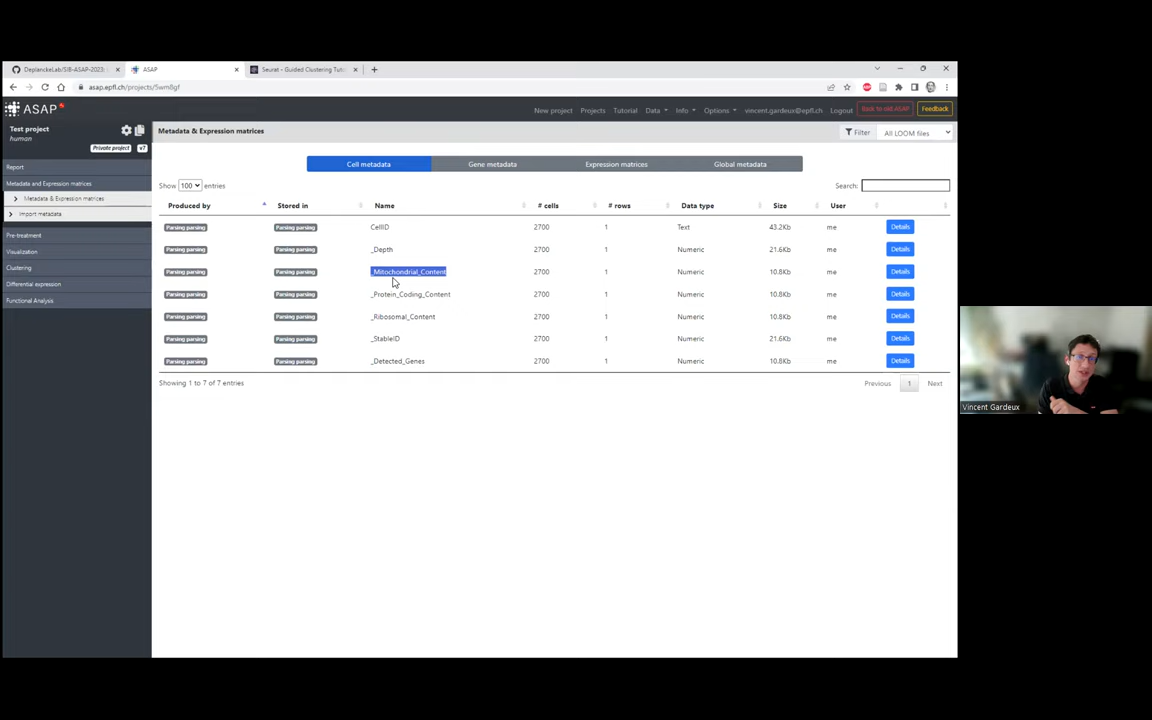 DeplanckeLab/SIB-ASAP-2023:
ASAP
Seurat - Guided Clustering Tuto
asap.epfl.ch/projects/5wm8gf
ASAP
New project
Projects
Tutorial
Data
Info
Options
vincent.gardeux@epfl.ch
Logout
Back to old ASAP
Feedback
Test project
human
Private project
v7
Metadata & Expression matrices
Filter
All LOOM files
Report
Metadata and Expression matrices
Metadata & Expression matrices
Import metadata
Pre-treatment
Visualization
Clustering
Differential expression
Functional Analysis
Cell metadata
Gene metadata
Expression matrices
Global metadata
Show 100 entries
Search:
Produced by Stored in Name # cells # rows Data type Size User
Parsing parsing Parsing parsing CellID 2700 1 Text 43.2Kb me Details
Parsing parsing Parsing parsing _Depth 2700 1 Numeric 21.6Kb me Details
Parsing parsing Parsing parsing _Mitochondrial_Content 2700 1 Numeric 10.8Kb me Details
Parsing parsing Parsing parsing _Protein_Coding_Content 2700 1 Numeric 10.8Kb me Details
Parsing parsing Parsing parsing _Ribosomal_Content 2700 1 Numeric 10.8Kb me Details
Parsing parsing Parsing parsing _StableID 2700 1 Numeric 21.6Kb me Details
Parsing parsing Parsing parsing _Detected_Genes 2700 1 Numeric 10.8Kb me Details
Showing 1 to 7 of 7 entries
Previous 1 Next
Vincent Gardeux